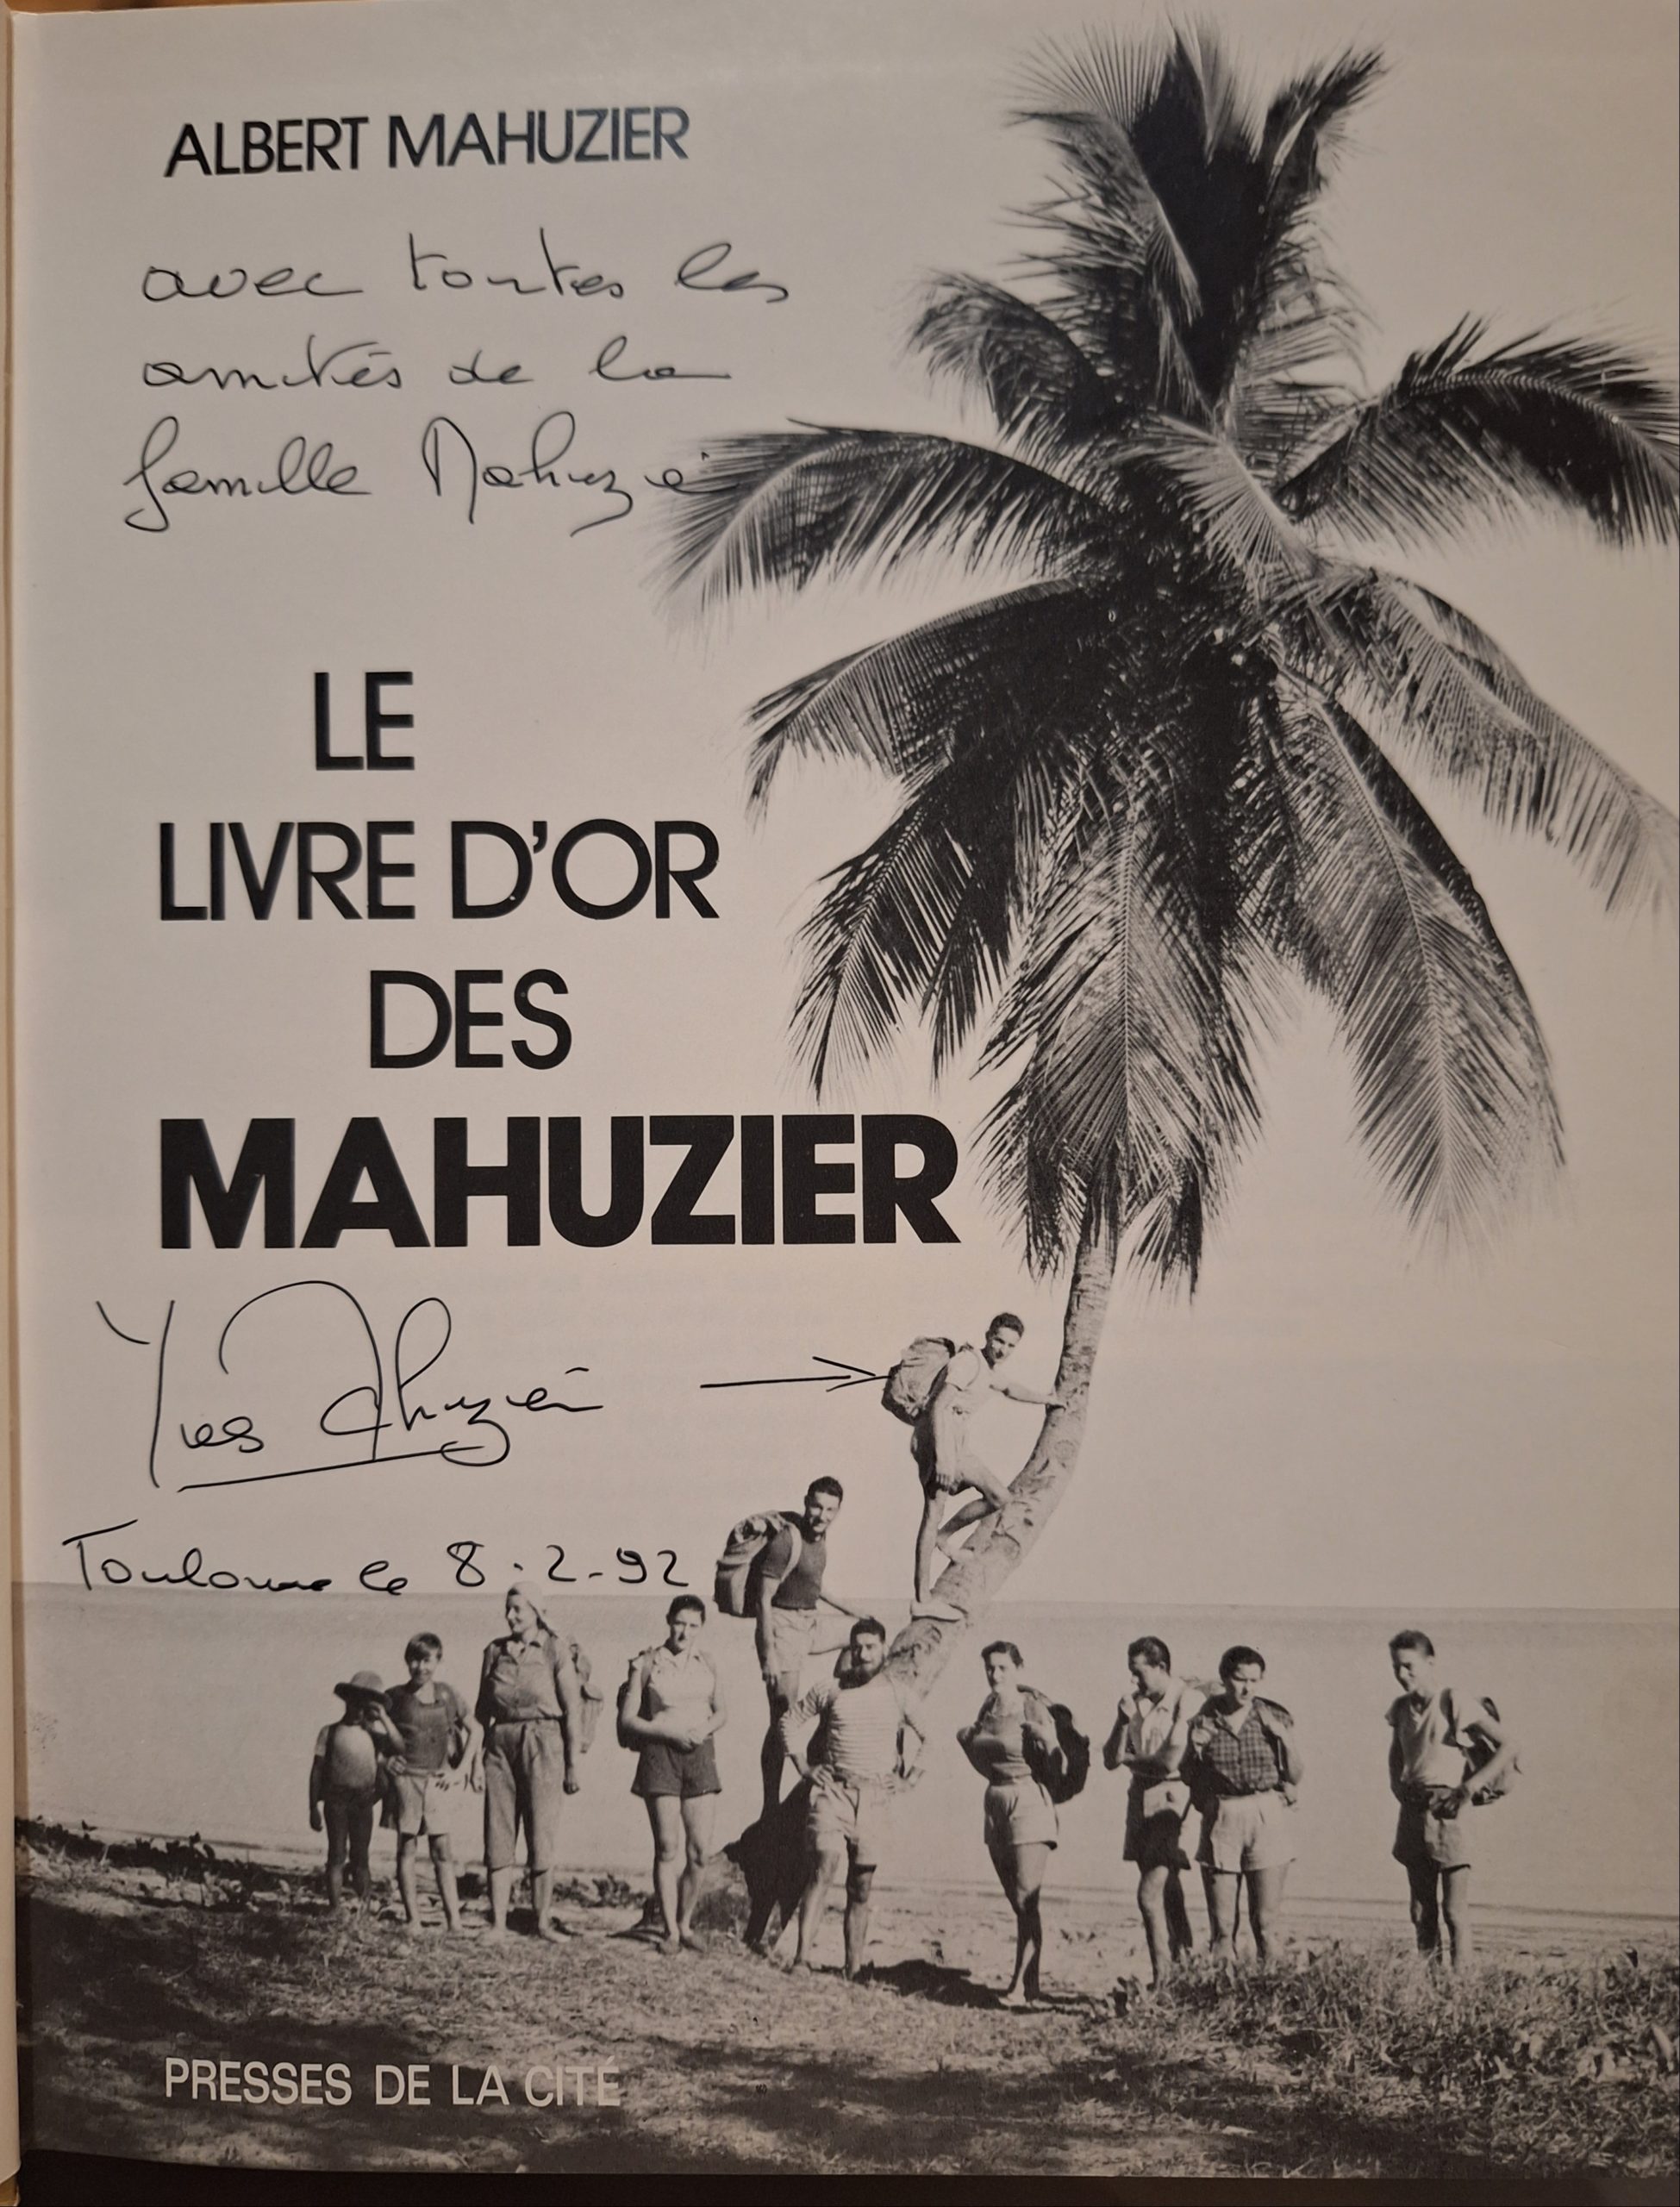 ALBERT MAHUZIER
avec toutes les
amitiés de la
famille Mahuzier
LE
LIVRE D'OR
DES
MAHUZIER
Yves Mahuzier
Toulouse le 8-2-92
PRESSES DE LA CITÉ